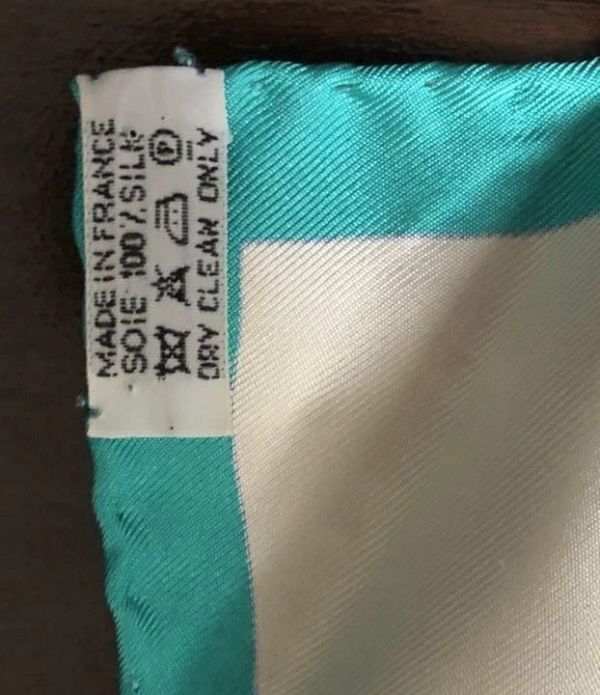 MADE IN FRANCE
SOIE 100% SILK
P
DRY CLEAN ONLY